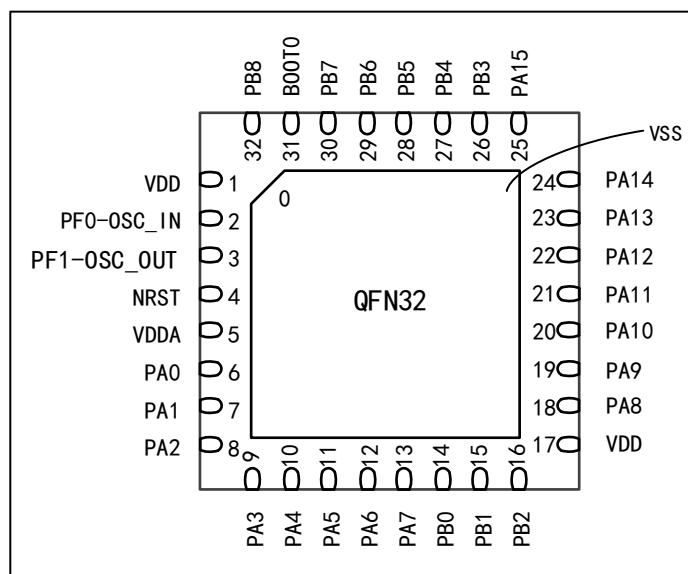 PB8 BOOT0 PB7 PB6 PB5 PB4 PB3 PA15
32 31 30 29 28 27 26 25
VSS
VDD 1 0 24 PA14
PF0-OSC_IN 2 23 PA13
PF1-OSC_OUT 3 22 PA12
NRST 4 QFN32 21 PA11
VDDA 5 20 PA10
PA0 6 19 PA9
PA1 7 18 PA8
PA2 8 17 VDD
9 10 11 12 13 14 15 16
PA3 PA4 PA5 PA6 PA7 PB0 PB1 PB2